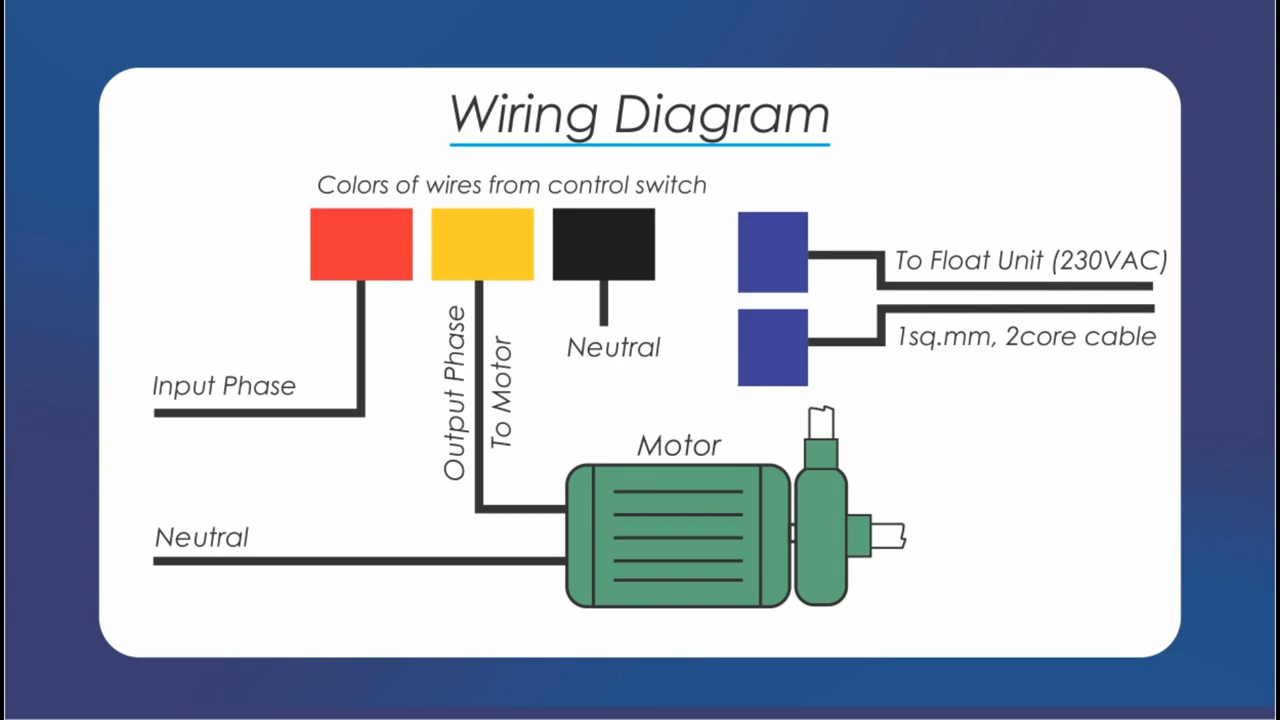 Wiring Diagram
Colors of wires from control switch
To Float Unit (230VAC)
1sq.mm, 2core cable
Neutral
Input Phase
Output Phase
To Motor
Motor
Neutral